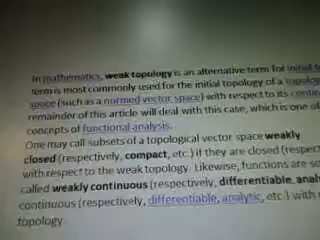 In mathematics, weak topology is an alternative term for initial to
term is most commonly used for the initial topology of a topolog
space (such as a normed vector space) with respect to its contin
remainder of this article will deal with this case, which is one of
concepts of functional analysis.
One may call subsets of a topological vector space weakly
closed (respectively, compact, etc.) if they are closed (respect
with respect to the weak topology. Likewise, functions are so
called weakly continuous (respectively, differentiable, analy
continuous (respectively, differentiable, analytic, etc.) with r
topology.